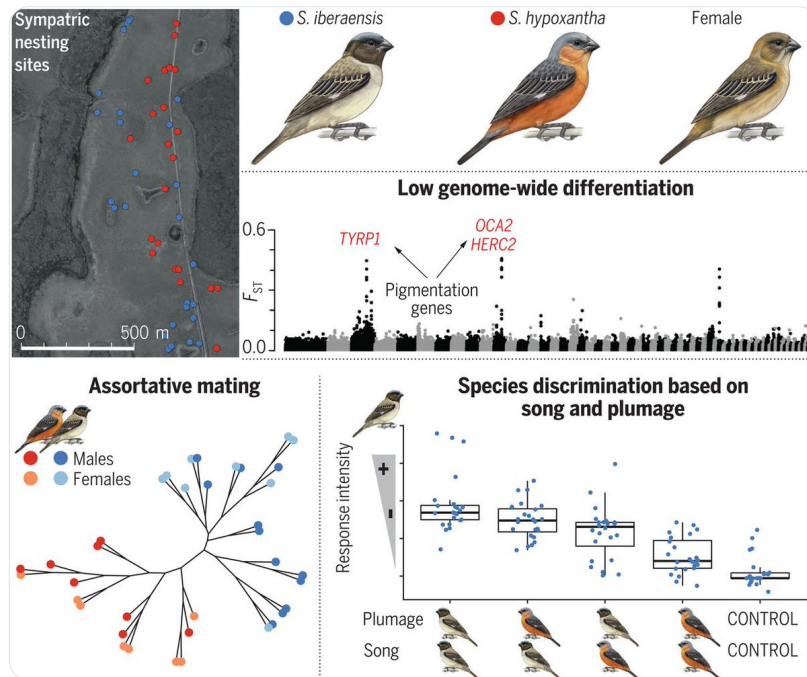 Sympatric
nesting
sites
0 500 m
S. iberaensis
S. hypoxantha
Female
Low genome-wide differentiation
0.6
FST
0.0
TYRP1
OCA2
HERC2
Pigmentation
genes
Assortative mating
Males
Females
Species discrimination based on
song and plumage
Response intensity
+
-
Plumage CONTROL
Song CONTROL